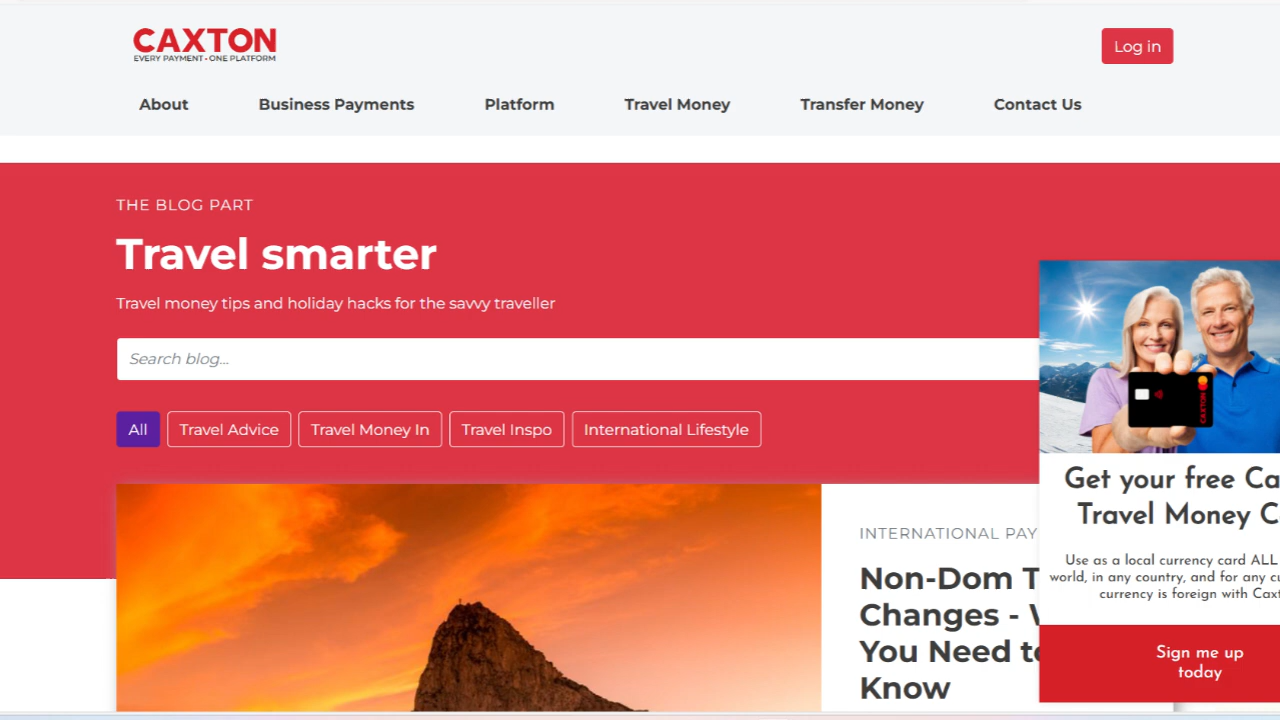 CAXTON
EVERY PAYMENT • ONE PLATFORM
Log in
About
Business Payments
Platform
Travel Money
Transfer Money
Contact Us
THE BLOG PART
Travel smarter
Travel money tips and holiday hacks for the savvy traveller
Search blog...
All
Travel Advice
Travel Money In
Travel Inspo
International Lifestyle
INTERNATIONAL PAY
Non-Dom T
Changes -
You Need to
Know
CAXTON
Get your free Ca
Travel Money C
Use as a local currency card ALL
world, in any country, and for any cu
currency is foreign with Caxt
Sign me up
today